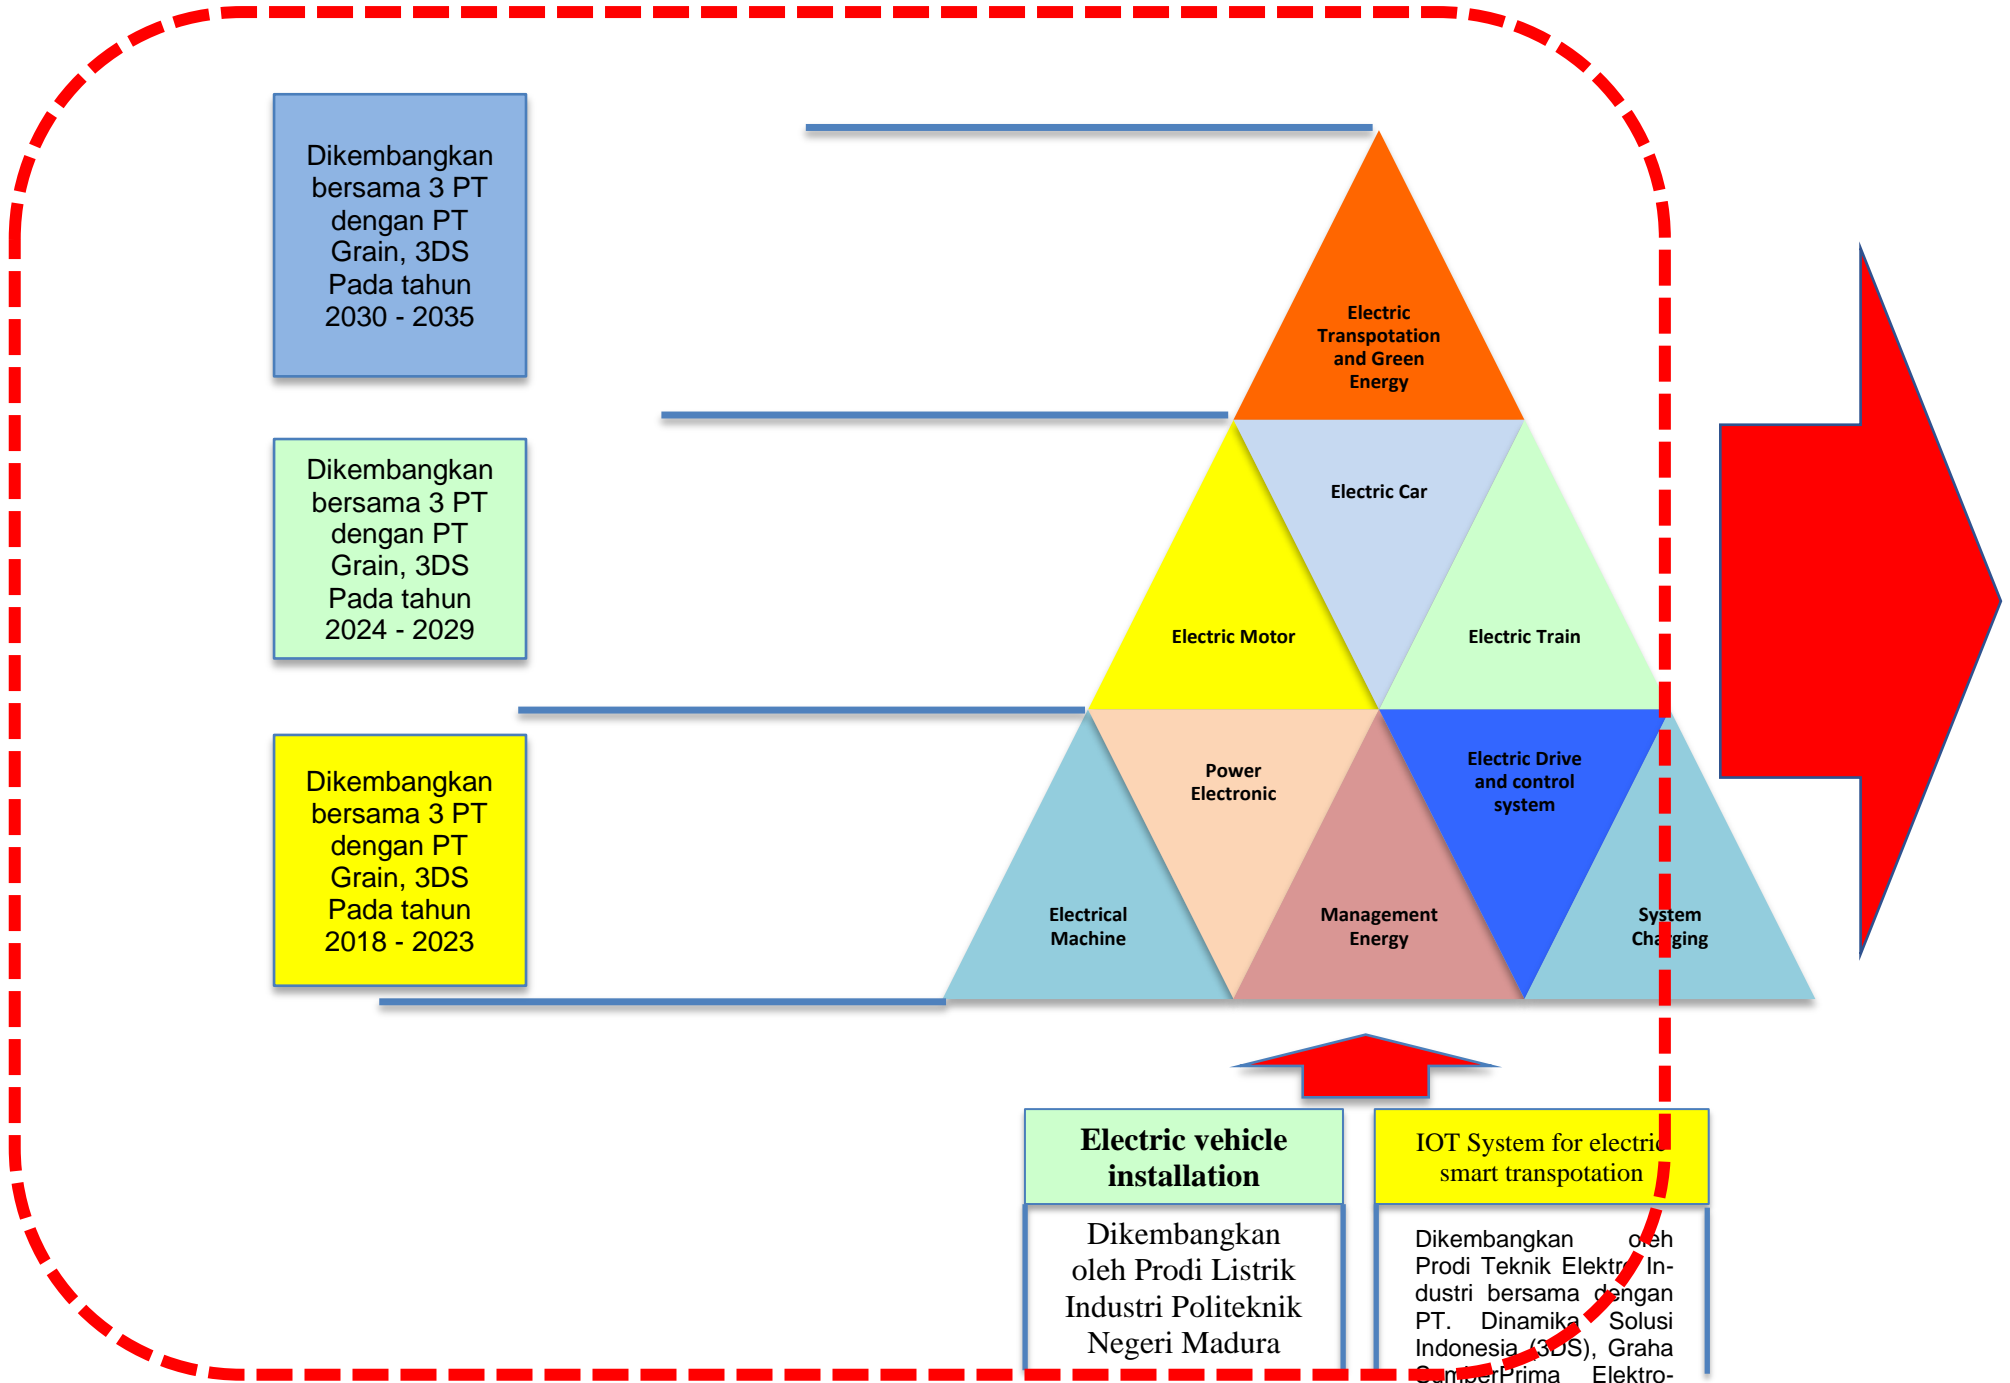 Dikembangkan
bersama 3 PT
dengan PT
Grain, 3DS
Pada tahun
2030 - 2035
Electric
Transpotation
and Green
Energy
Dikembangkan
bersama 3 PT
dengan PT
Grain, 3DS
Pada tahun
2024 - 2029
Electric Car
Electric Motor
Electric Train
Dikembangkan
bersama 3 PT
dengan PT
Grain, 3DS
Pada tahun
2018 - 2023
Power
Electronic
Electric Drive
and control
system
Electrical
Machine
Management
Energy
System
Charging
Electric vehicle
installation
Dikembangkan
oleh Prodi Listrik
Industri Politeknik
Negeri Madura
IOT System for electric
smart transpotation
Dikembangkan oleh
Prodi Teknik Elektro In-
dustri bersama dengan
PT. Dinamika Solusi
Indonesia (3DS), Graha
SumberPrima Elektro-